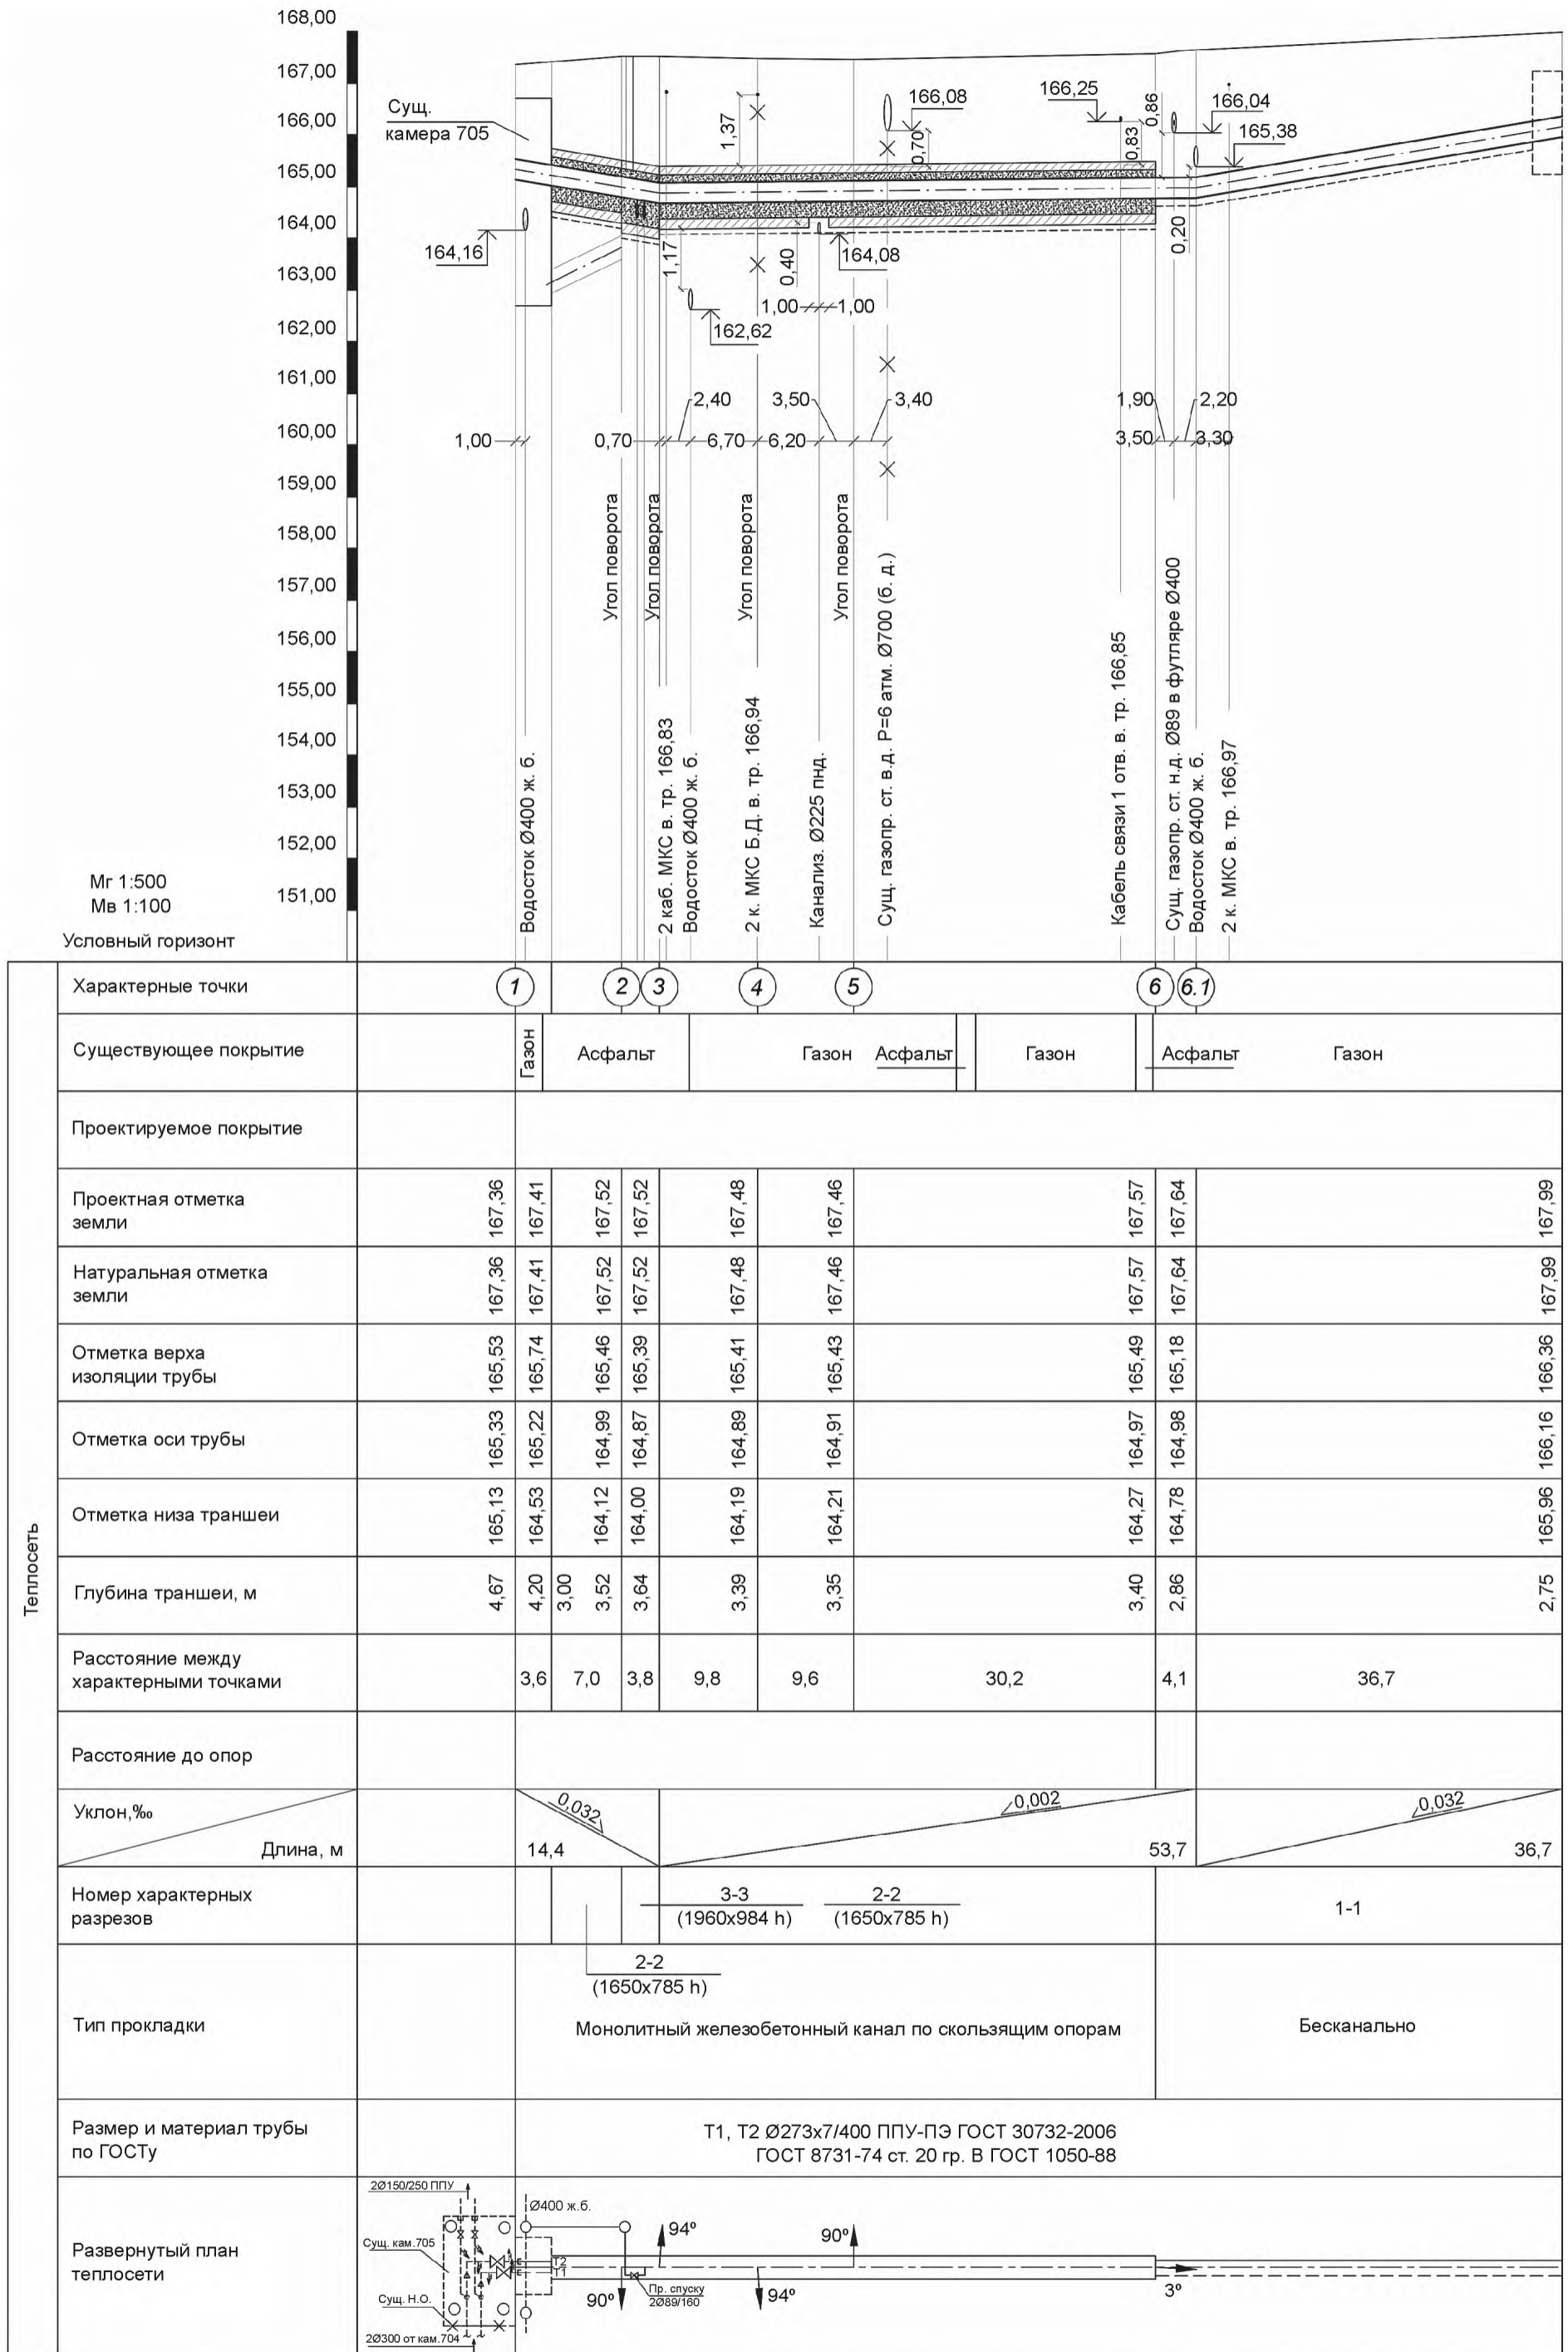 168,00
167,00
166,00
165,00
164,00
163,00
162,00
161,00
160,00
159,00
158,00
157,00
156,00
155,00
154,00
153,00
152,00
151,00
Мг 1:500
Мв 1:100
Условный горизонт
Сущ.
камера 705
164,16
1,37
166,08
0,70
166,25
0,86
0,83
166,04
165,38
0,20
1,17
0,40
164,08
1,00
1,00
162,62
2,40
3,50
3,40
1,90
2,20
1,00
0,70
6,70
6,20
3,50
3,30
Угол поворота
Угол поворота
Угол поворота
Угол поворота
Водосток Ø400 ж. б.
2 каб. МКС в. тр. 166,83
Водосток Ø400 ж. б.
2 к. МКС Б.Д. в. тр. 166,94
Канализ. Ø225 пнд.
Сущ. газопр. ст. в.д. Р=6 атм. Ø700 (б. д.)
Кабель связи 1 отв. в. тр. 166,85
Сущ. газопр. ст. н.д. Ø89 в футляре Ø400
Водосток Ø400 ж. б.
2 к. МКС в. тр. 166,97
Теплосеть
Характерные точки
1 2 3 4 5 6 6.1
Существующее покрытие
Газон Асфальт Газон Асфальт Газон Асфальт Газон
Проектируемое покрытие
Проектная отметка
земли
167,36 167,41 167,52 167,52 167,48 167,46 167,57 167,64 167,99
Натуральная отметка
земли
167,36 167,41 167,52 167,52 167,48 167,46 167,57 167,64 167,99
Отметка верха
изоляции трубы
165,53 165,74 165,46 165,39 165,41 165,43 165,49 165,18 166,36
Отметка оси трубы
165,33 165,22 164,99 164,87 164,89 164,91 164,97 164,98 166,16
Отметка низа траншеи
165,13 164,53 164,12 164,00 164,19 164,21 164,27 164,78 165,96
Глубина траншеи, м
4,67 4,20 3,00 3,52 3,64 3,39 3,35 3,40 2,86 2,75
Расстояние между
характерными точками
3,6 7,0 3,8 9,8 9,6 30,2 4,1 36,7
Расстояние до опор
Уклон,‰
Длина, м
0,032
14,4
0,002
53,7
0,032
36,7
Номер характерных
разрезов
3-3
(1960х984 h)
2-2
(1650х785 h)
1-1
2-2
(1650х785 h)
Тип прокладки
Монолитный железобетонный канал по скользящим опорам
Бесканально
Размер и материал трубы
по ГОСТу
Т1, Т2 Ø273х7/400 ППУ-ПЭ ГОСТ 30732-2006
ГОСТ 8731-74 ст. 20 гр. В ГОСТ 1050-88
Развернутый план
теплосети
2Ø150/250 ППУ
Ø400 ж.б.
Сущ. кам.705
Т2
Т1
94º
90º
90º
Пр. спуску
2Ø89/160
94º
3º
Сущ. Н.О.
2Ø300 от кам.704